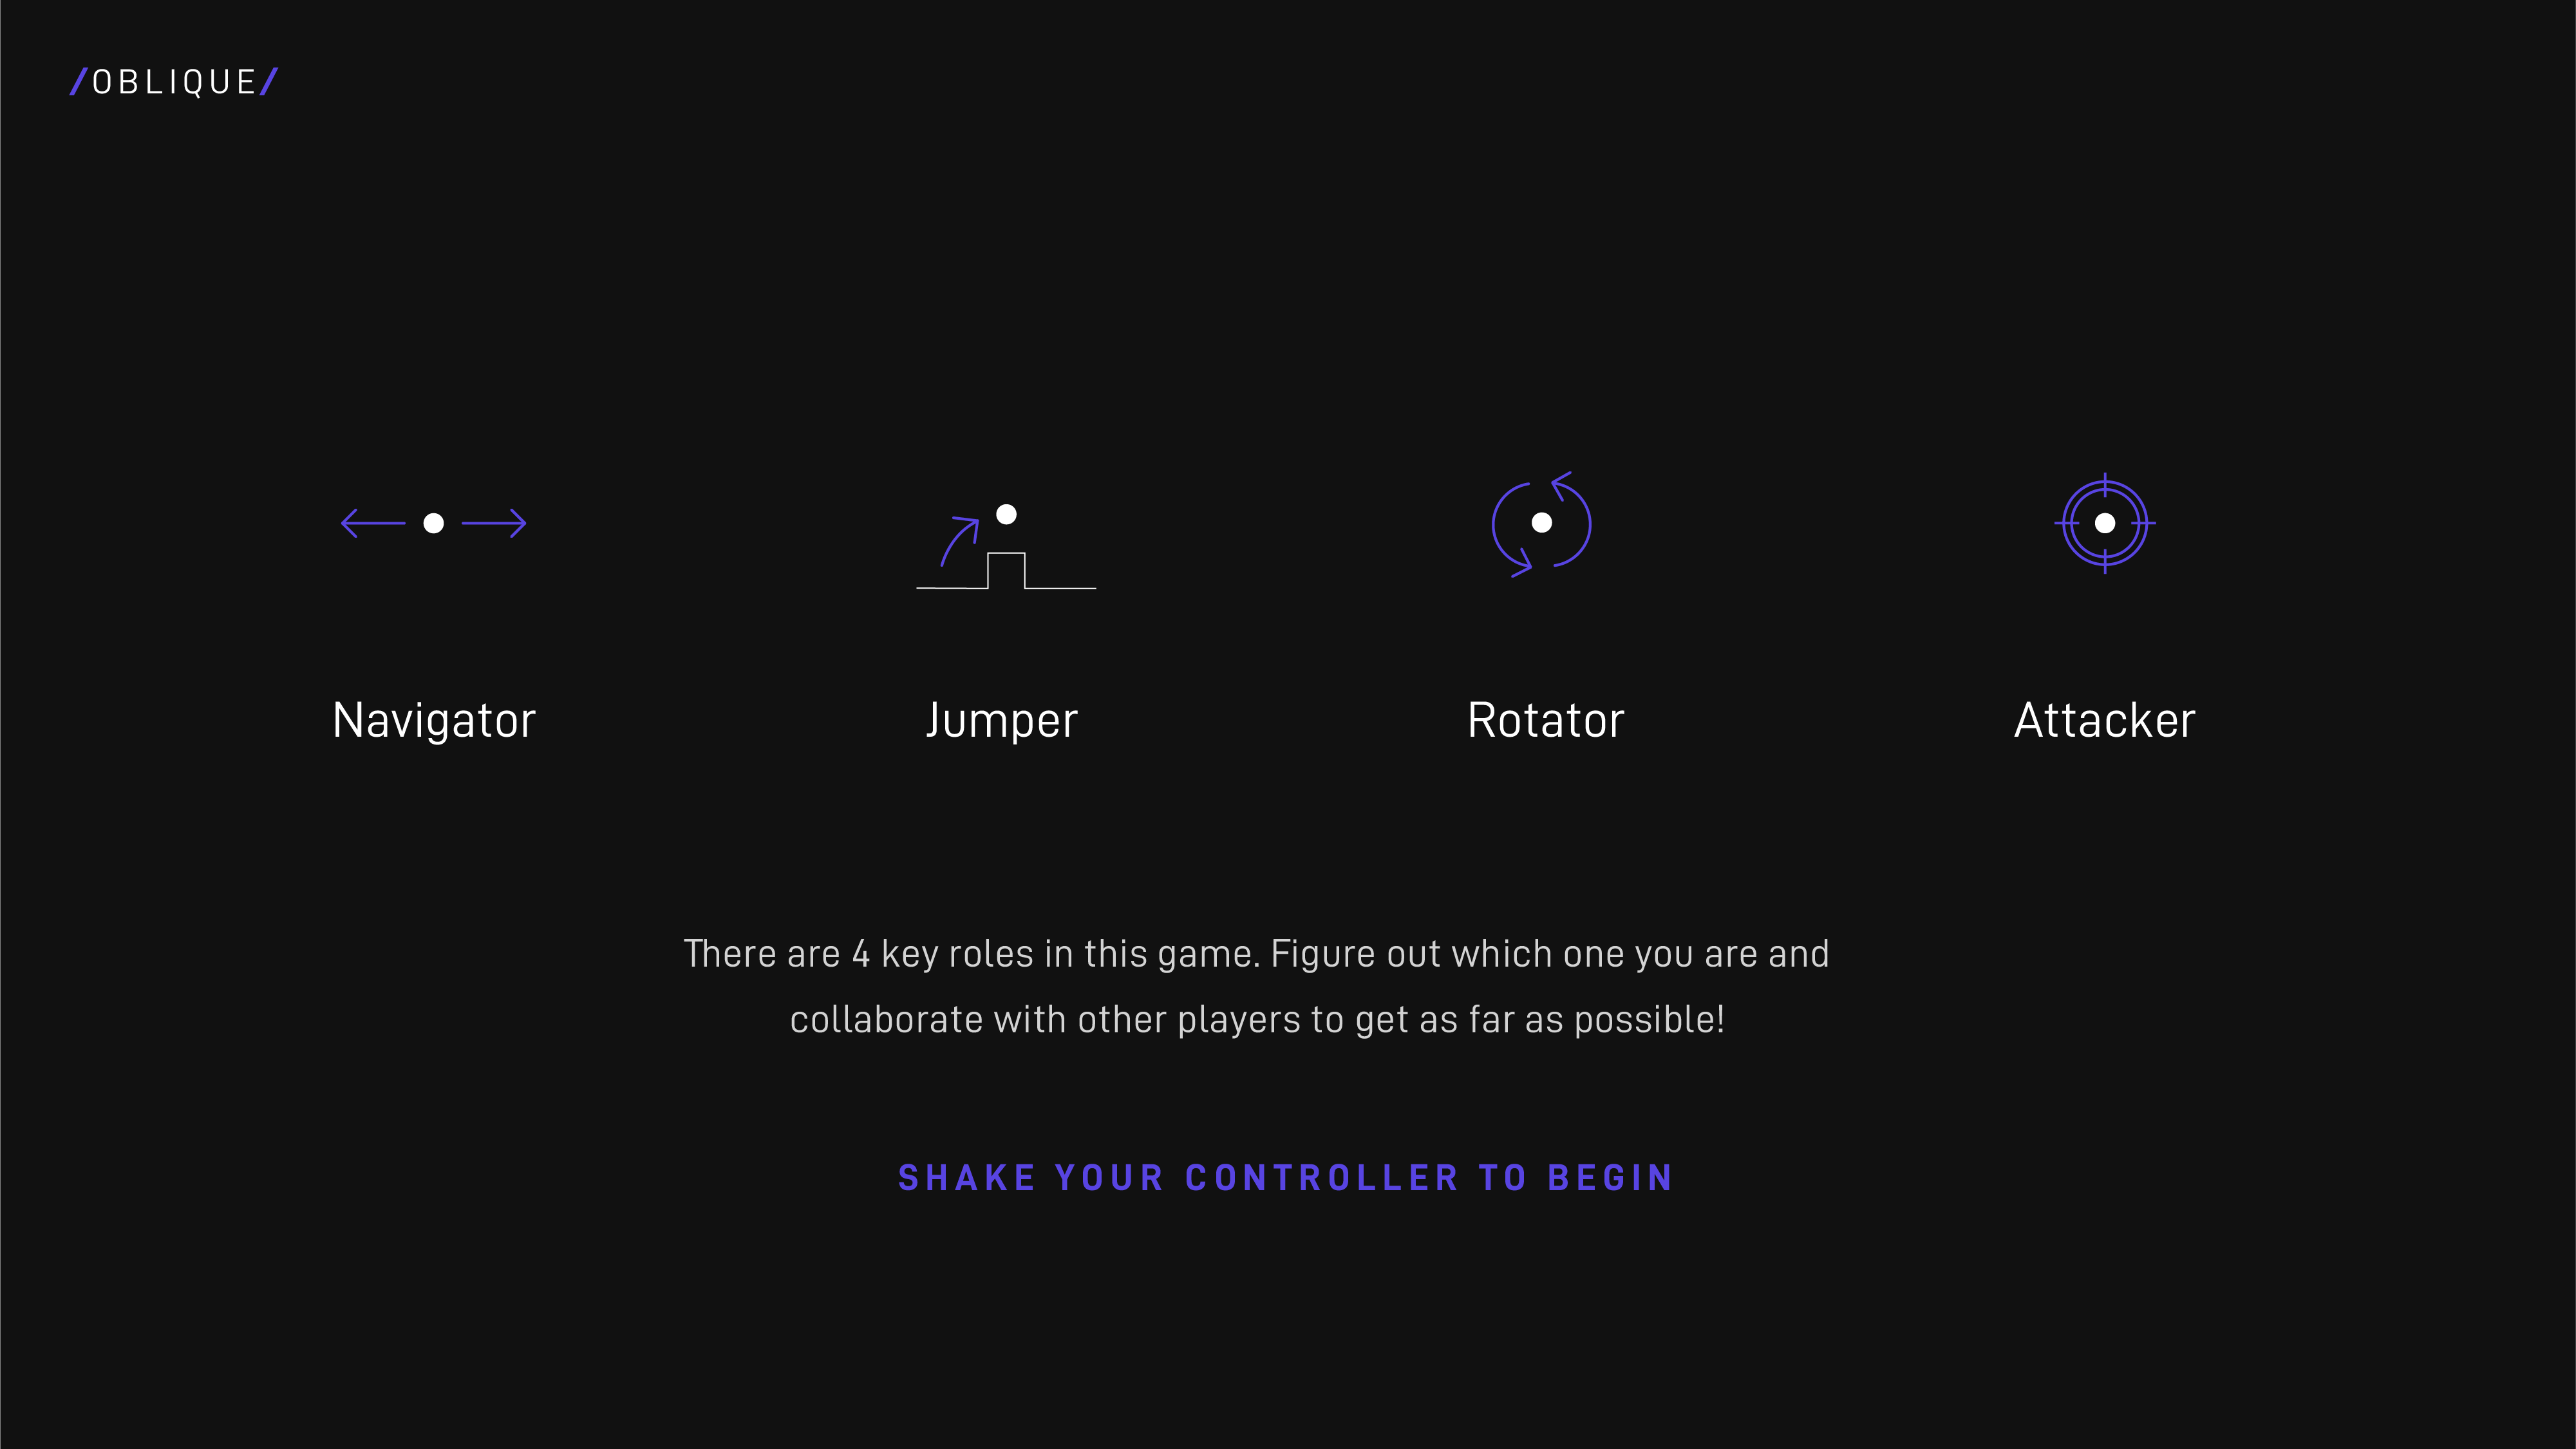 /OBLIQUE/
Navigator
Jumper
Rotator
Attacker
There are 4 key roles in this game. Figure out which one you are and
collaborate with other players to get as far as possible!
SHAKE YOUR CONTROLLER TO BEGIN